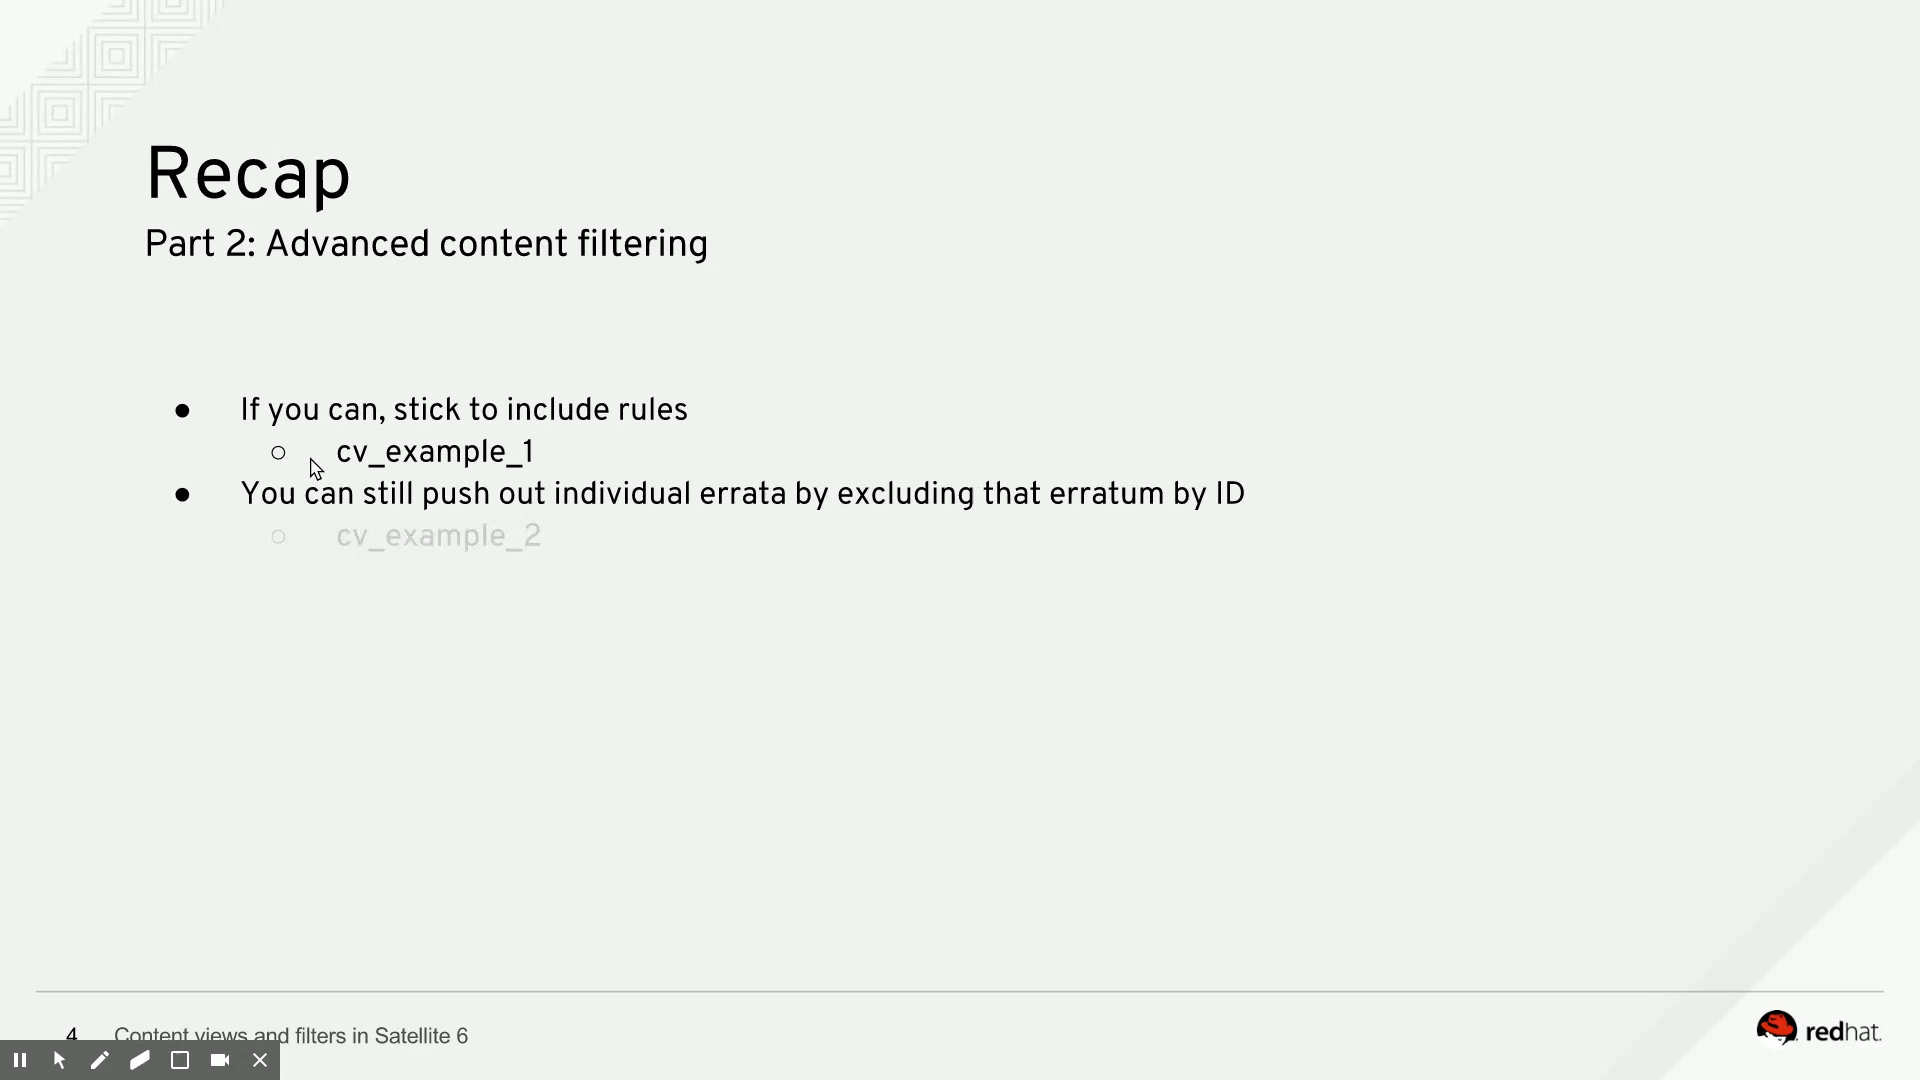 Recap
Part 2: Advanced content filtering
● If you can, stick to include rules
○ cv_example_1
● You can still push out individual errata by excluding that erratum by ID
○ cv_example_2
4 Content views and filters in Satellite 6
redhat.